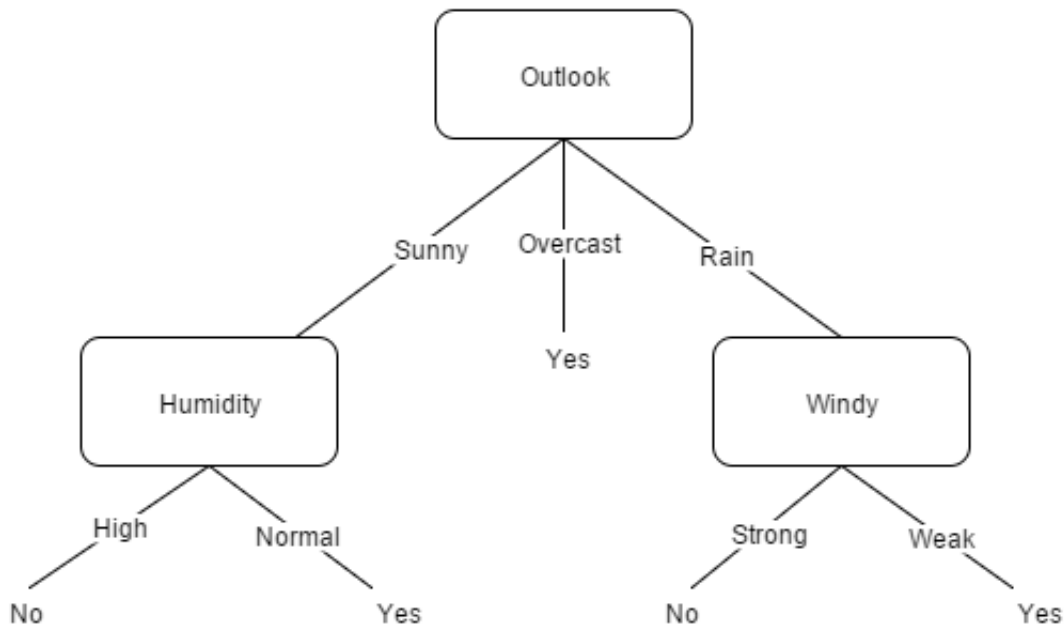 Outlook
Sunny
Overcast
Rain
Yes
Humidity
Windy
High
Normal
Strong
Weak
No
Yes
No
Yes